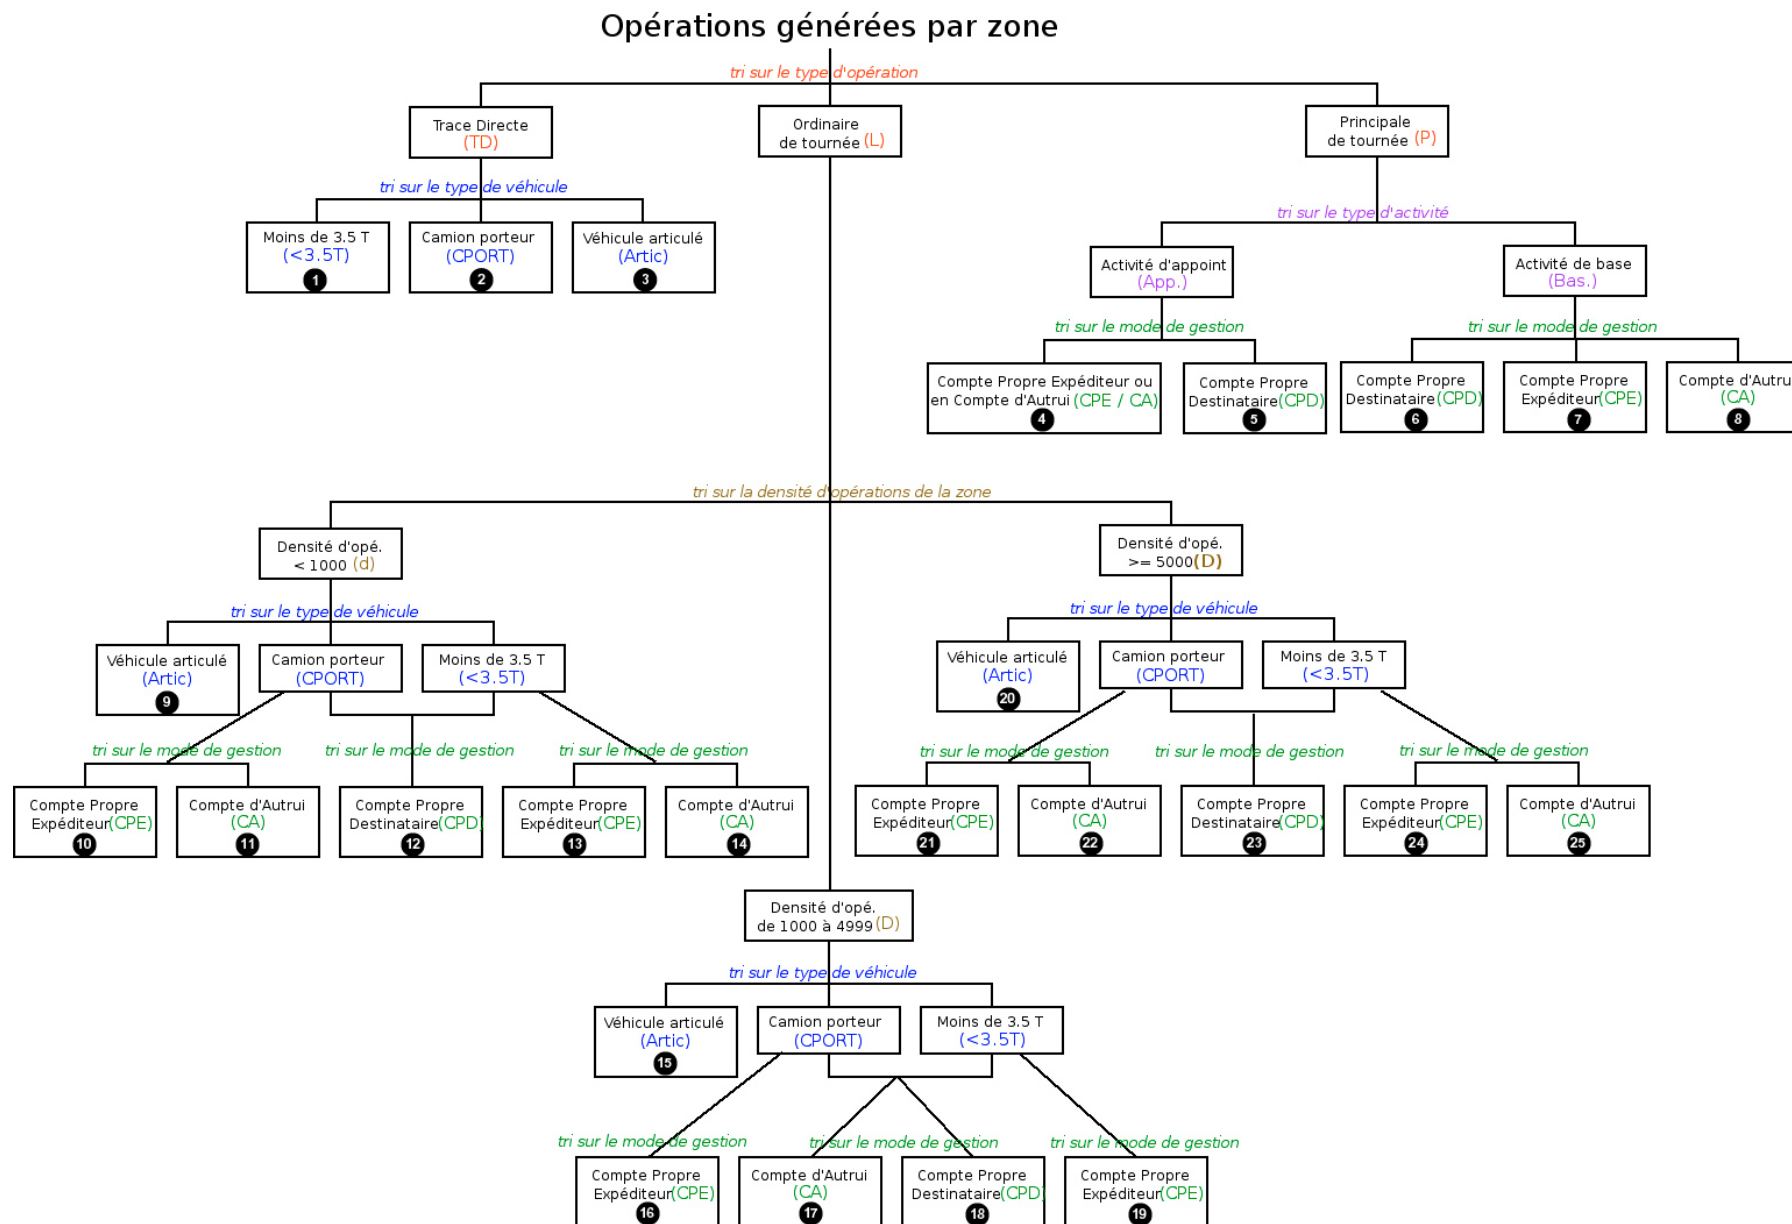 Opérations générées par zone
tri sur le type d'opération
Trace Directe
(TD)
Ordinaire
de tournée (L)
Principale
de tournée (P)
tri sur le type de véhicule
Moins de 3.5 T
(<3.5T)
1
Camion porteur
(CPORT)
2
Véhicule articulé
(Artic)
3
tri sur le type d'activité
Activité d'appoint
(App.)
Activité de base
(Bas.)
tri sur le mode de gestion
tri sur le mode de gestion
Compte Propre Expéditeur ou
en Compte d'Autrui (CPE / CA)
4
Compte Propre
Destinataire(CPD)
5
Compte Propre
Destinataire(CPD)
6
Compte Propre
Expéditeur(CPE)
7
Compte d'Autrui
(CA)
8
tri sur la densité d'opérations de la zone
Densité d'opé.
< 1000 (d)
Densité d'opé.
>= 5000(D)
tri sur le type de véhicule
Véhicule articulé
(Artic)
9
Camion porteur
(CPORT)
Moins de 3.5 T
(<3.5T)
tri sur le type de véhicule
Véhicule articulé
(Artic)
20
Camion porteur
(CPORT)
Moins de 3.5 T
(<3.5T)
tri sur le mode de gestion
tri sur le mode de gestion
tri sur le mode de gestion
Compte Propre
Expéditeur(CPE)
10
Compte d'Autrui
(CA)
11
Compte Propre
Destinataire(CPD)
12
Compte Propre
Expéditeur(CPE)
13
Compte d'Autrui
(CA)
14
tri sur le mode de gestion
tri sur le mode de gestion
tri sur le mode de gestion
Compte Propre
Expéditeur(CPE)
21
Compte d'Autrui
(CA)
22
Compte Propre
Destinataire(CPD)
23
Compte Propre
Expéditeur(CPE)
24
Compte d'Autrui
(CA)
25
Densité d'opé.
de 1000 à 4999 (D)
tri sur le type de véhicule
Véhicule articulé
(Artic)
15
Camion porteur
(CPORT)
Moins de 3.5 T
(<3.5T)
tri sur le mode de gestion
tri sur le mode de gestion
tri sur le mode de gestion
Compte Propre
Expéditeur(CPE)
16
Compte d'Autrui
(CA)
17
Compte Propre
Destinataire(CPD)
18
Compte Propre
Expéditeur(CPE)
19